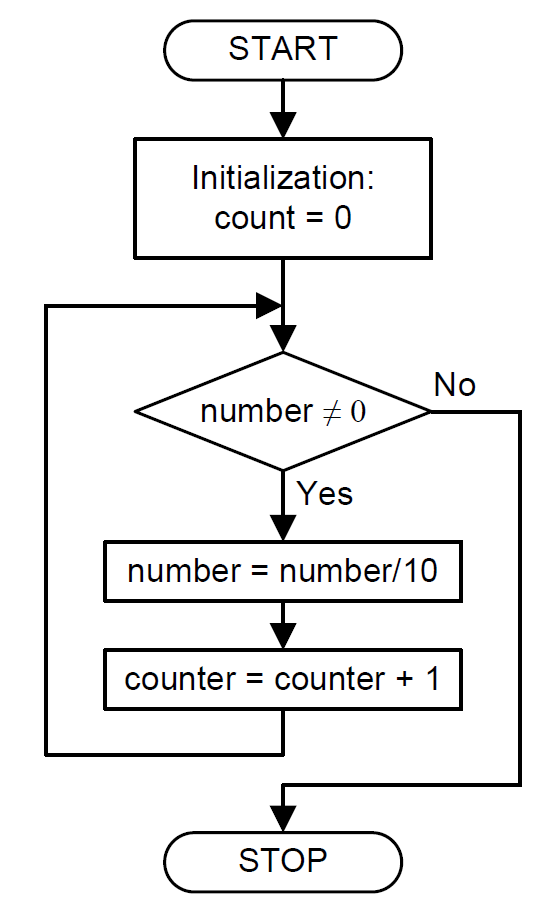 START
Initialization:
count = 0
number ≠ 0
No
Yes
number = number/10
counter = counter + 1
STOP